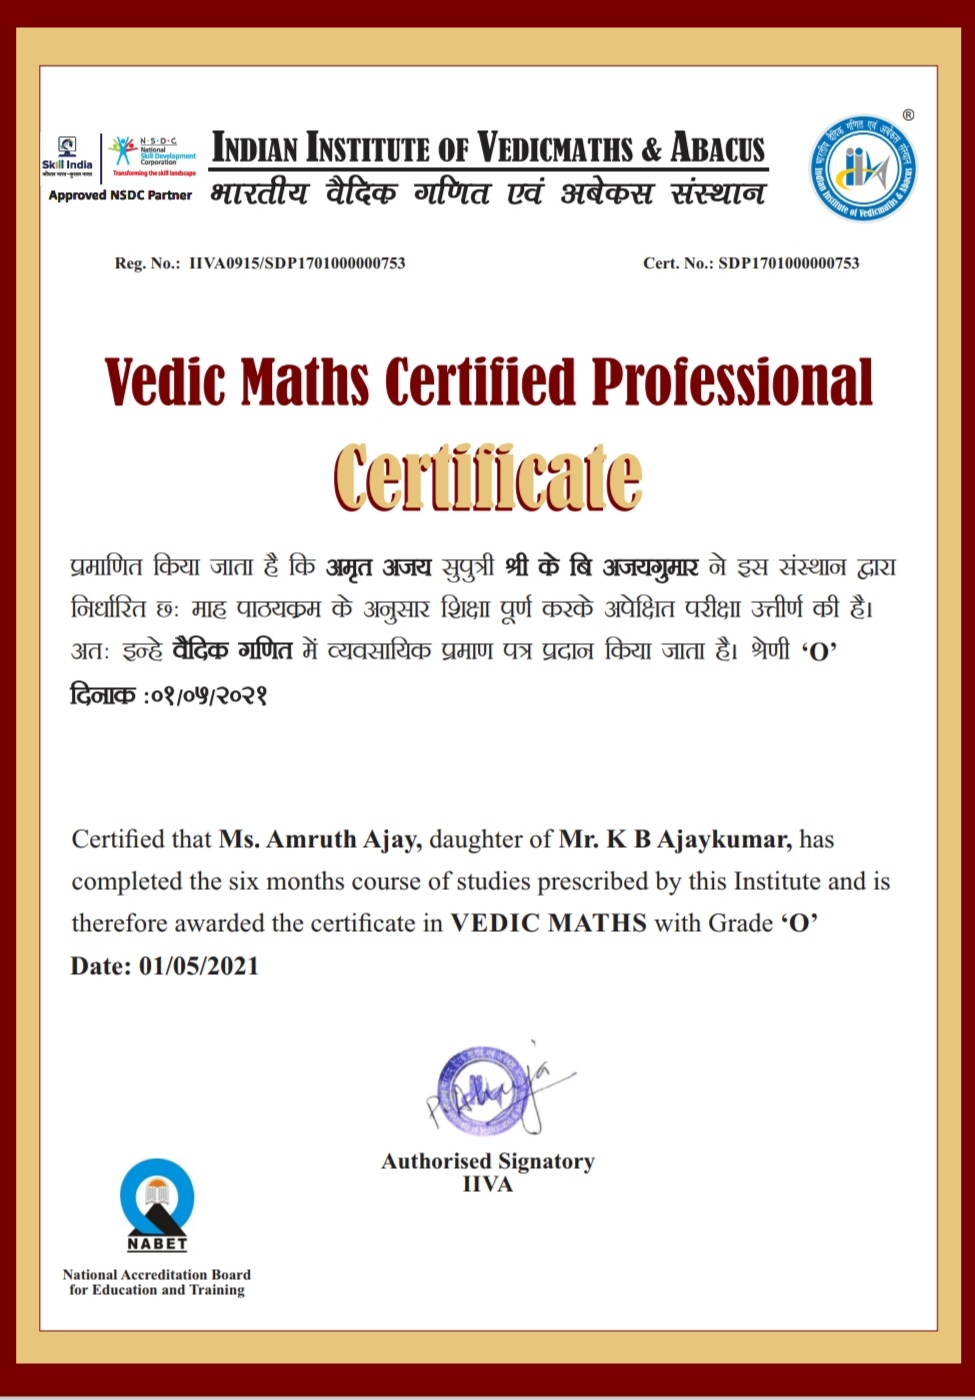 Skill India
कौशल भारत - कुशल भारत
N·S·D·C
National
Skill Development
Corporation
Transforming the skill landscape
Approved NSDC Partner
INDIAN INSTITUTE OF VEDICMATHS & ABACUS
भारतीय वैदिक गणित एवं अबेकस संस्थान
®
भारतीय वैदिक गणित एवं अबेकस संस्थान
Indian Institute of Vedicmaths & Abacus
Reg. No.: IIVA0915/SDP1701000000753
Cert. No.: SDP1701000000753
Vedic Maths Certified Professional
Certificate
प्रमाणित किया जाता है कि अमृत अजय सुपुत्री श्री के बि अजयगुमार ने इस संस्थान द्वारा
निर्धारित छः माह पाठयक्रम के अनुसार शिक्षा पूर्ण करके अपेक्षित परीक्षा उत्तीर्ण की है।
अतः इन्हे वैदिक गणित में व्यवसायिक प्रमाण पत्र प्रदान किया जाता है। श्रेणी ‘O’
दिनाक :०१/०५/२०२१
Certified that Ms. Amruth Ajay, daughter of Mr. K B Ajaykumar, has
completed the six months course of studies prescribed by this Institute and is
therefore awarded the certificate in VEDIC MATHS with Grade ‘O’
Date: 01/05/2021
Authorised Signatory
IIVA
NABET
National Accreditation Board
for Education and Training